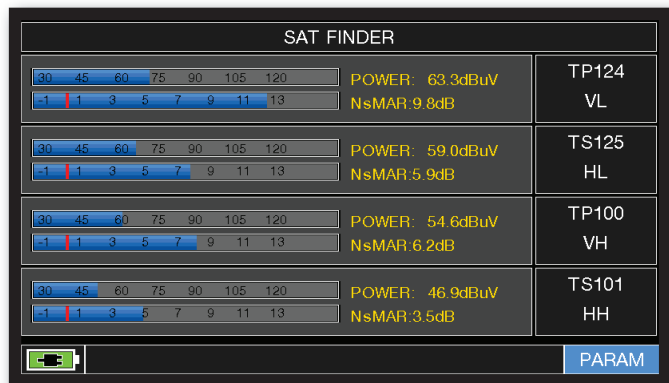 SAT FINDER
30 45 60 75 90 105 120
POWER: 63.3dBuV
TP124
-1 1 3 5 7 9 11 13
NsMAR:9.8dB
VL
30 45 60 75 90 105 120
POWER: 59.0dBuV
TS125
-1 1 3 5 7 9 11 13
NsMAR:5.9dB
HL
30 45 60 75 90 105 120
POWER: 54.6dBuV
TP100
-1 1 3 5 7 9 11 13
NsMAR:6.2dB
VH
30 45 60 75 90 105 120
POWER: 46.9dBuV
TS101
-1 1 3 5 7 9 11 13
NsMAR:3.5dB
HH
PARAM